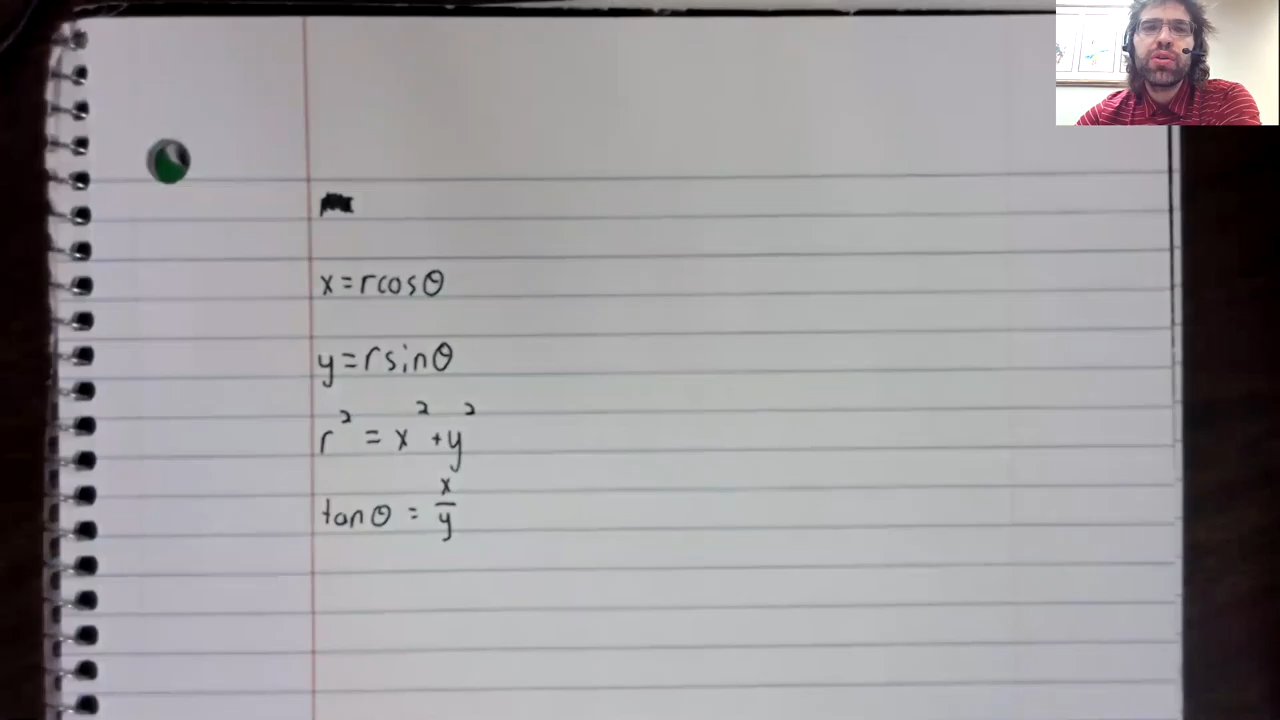 x = r cos θ
y = r sin θ
r² = x² + y²
tan θ = x/y